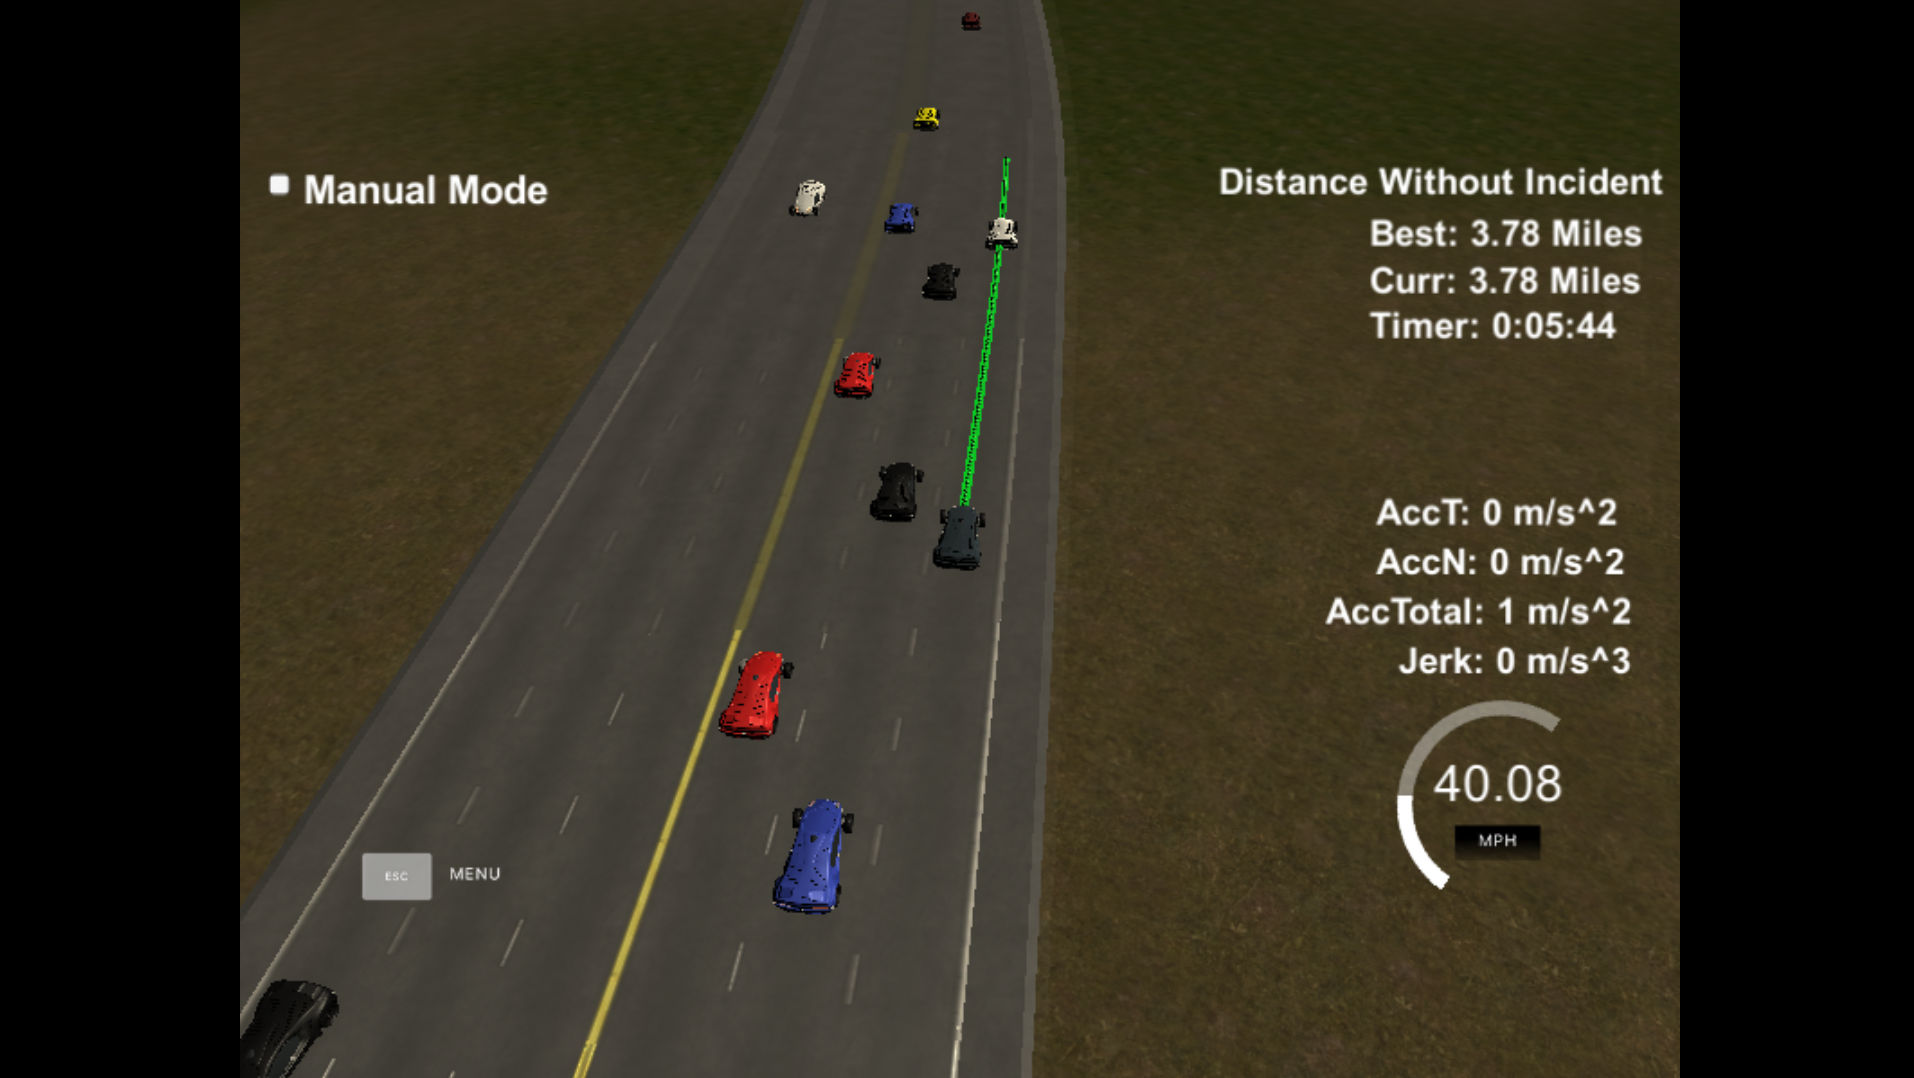 Manual Mode
Distance Without Incident
Best: 3.78 Miles
Curr: 3.78 Miles
Timer: 0:05:44
AccT: 0 m/s^2
AccN: 0 m/s^2
AccTotal: 1 m/s^2
Jerk: 0 m/s^3
40.08
MPH
ESC MENU